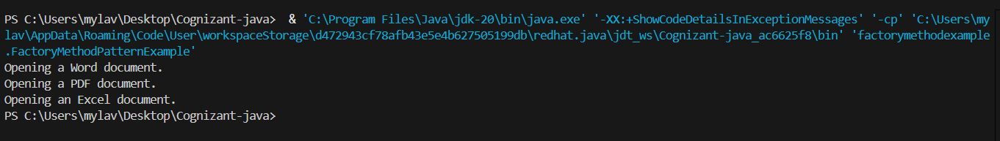 PS C:\Users\mylav\Desktop\Cognizant-java>  & 'C:\Program Files\Java\jdk-20\bin\java.exe' '-XX:+ShowCodeDetailsInExceptionMessages' '-cp' 'C:\Users\my
lav\AppData\Roaming\Code\User\workspaceStorage\d472943cf78afb43e5e4b627505199db\redhat.java\jdt_ws\Cognizant-java_ac6625f8\bin' 'factorymethodexample
.FactoryMethodPatternExample'
Opening a Word document.
Opening a PDF document.
Opening an Excel document.
PS C:\Users\mylav\Desktop\Cognizant-java>